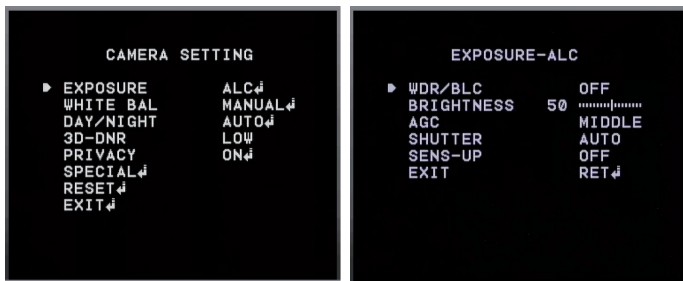 CAMERA SETTING
EXPOSURE ALC↲
WHITE BAL MANUAL↲
DAY/NIGHT AUTO↲
3D-DNR LOW
PRIVACY ON↲
SPECIAL↲
RESET↲
EXIT↲
EXPOSURE-ALC
WDR/BLC OFF
BRIGHTNESS 50
AGC MIDDLE
SHUTTER AUTO
SENS-UP OFF
EXIT RET↲